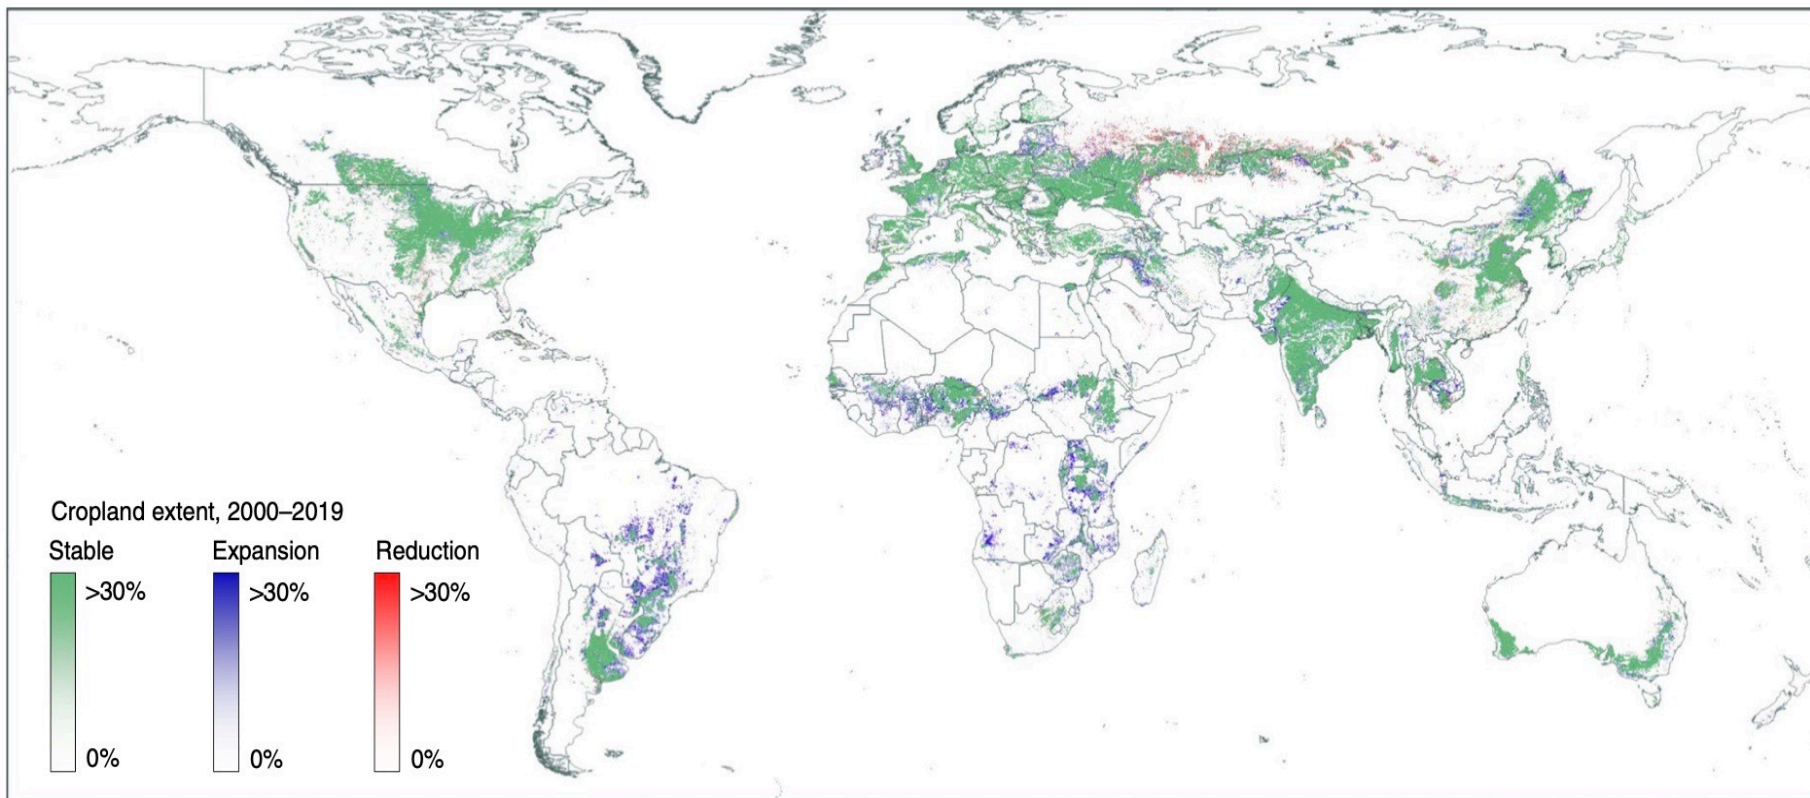 Cropland extent, 2000–2019
Stable Expansion Reduction
>30% >30% >30%
0% 0% 0%